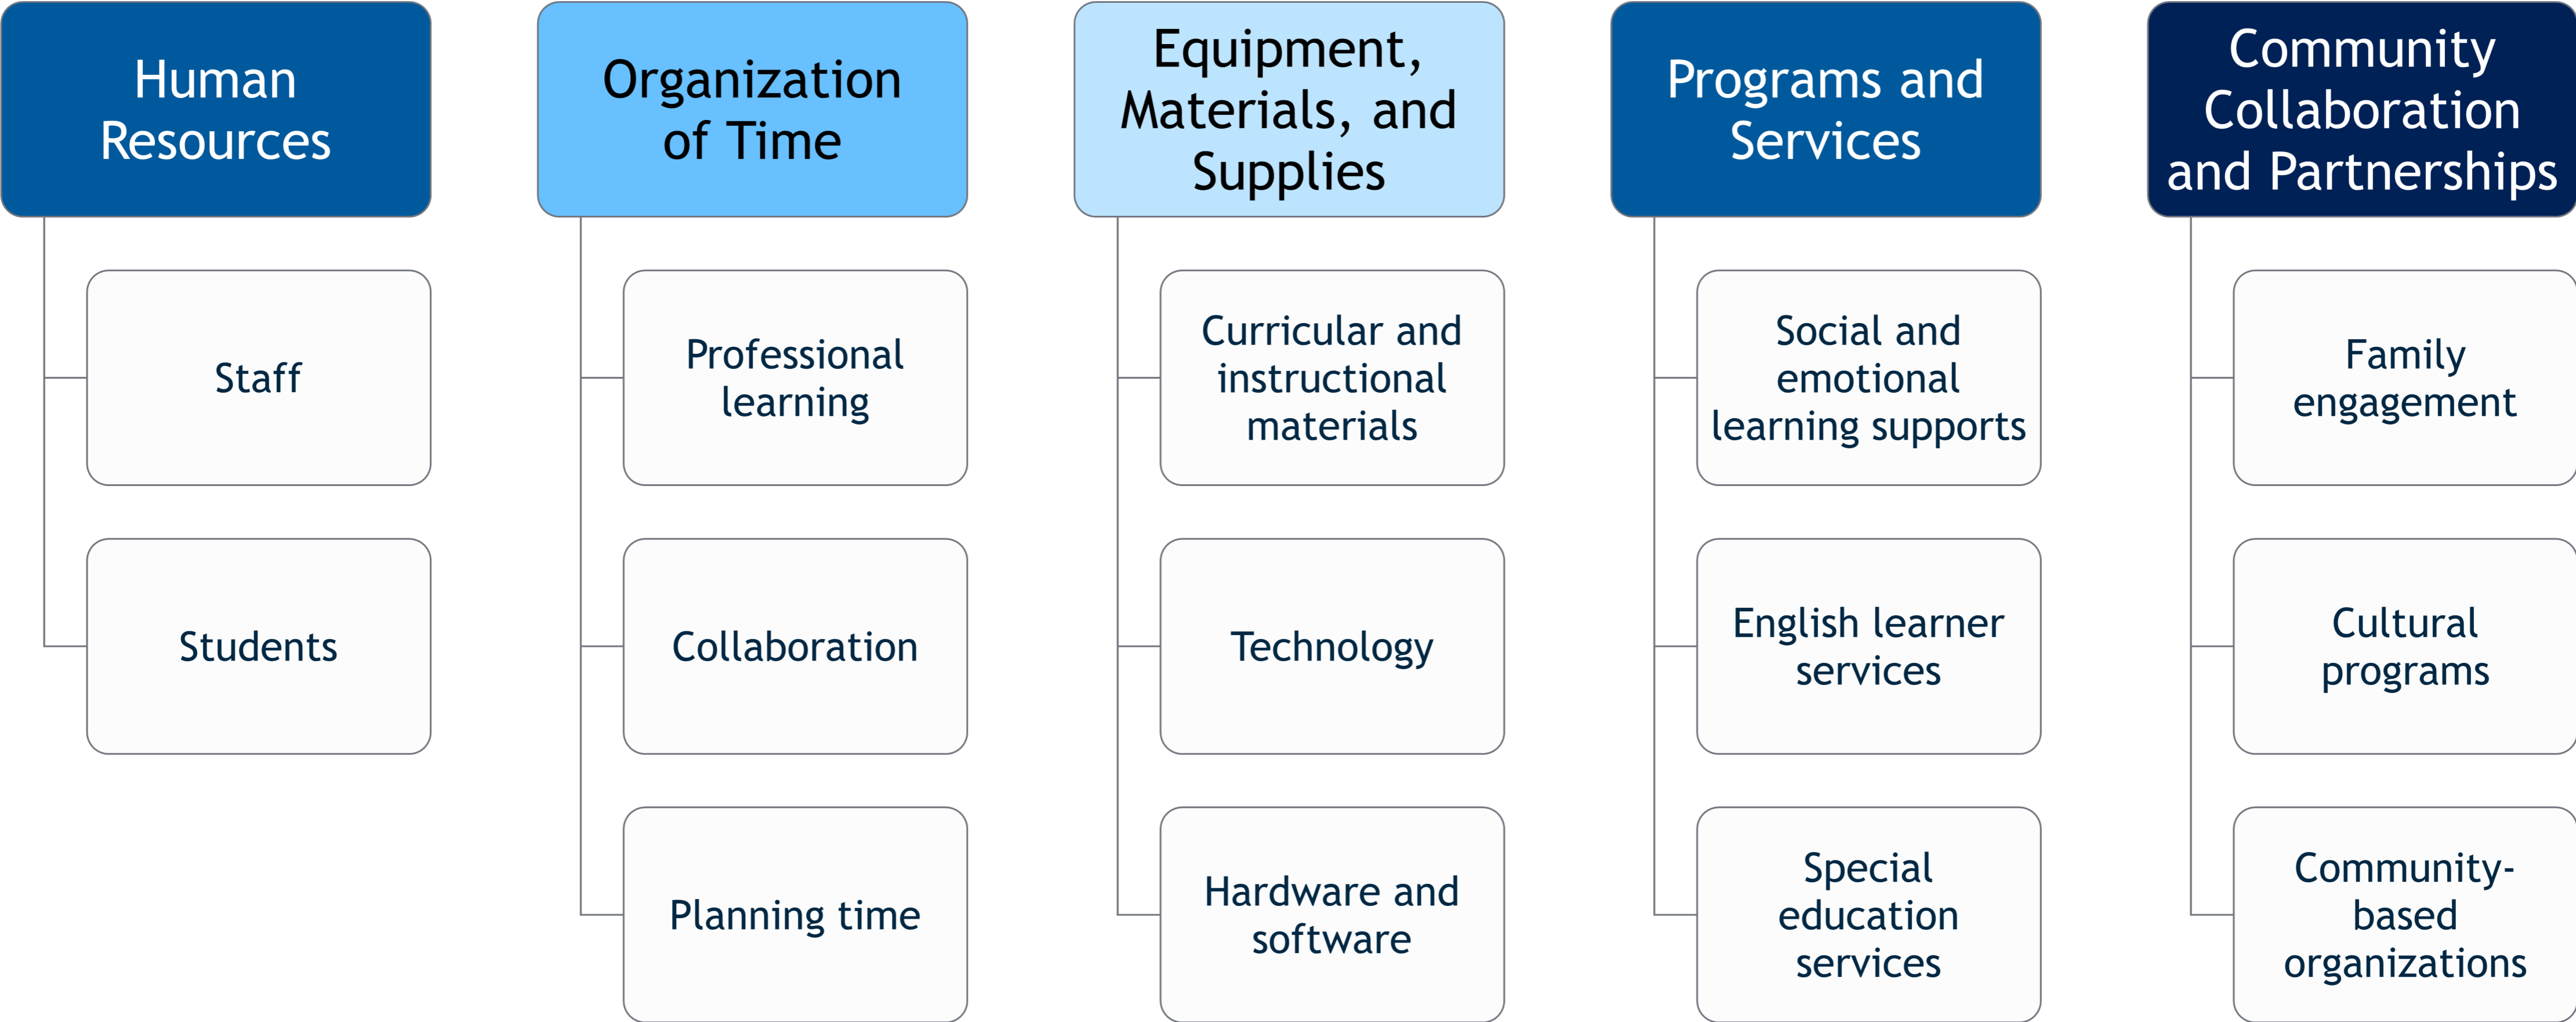 Human
Resources
Staff
Students
Organization
of Time
Professional
learning
Collaboration
Planning time
Equipment,
Materials, and
Supplies
Curricular and
instructional
materials
Technology
Hardware and
software
Programs and
Services
Social and
emotional
learning supports
English learner
services
Special
education
services
Community
Collaboration
and Partnerships
Family
engagement
Cultural
programs
Community-
based
organizations